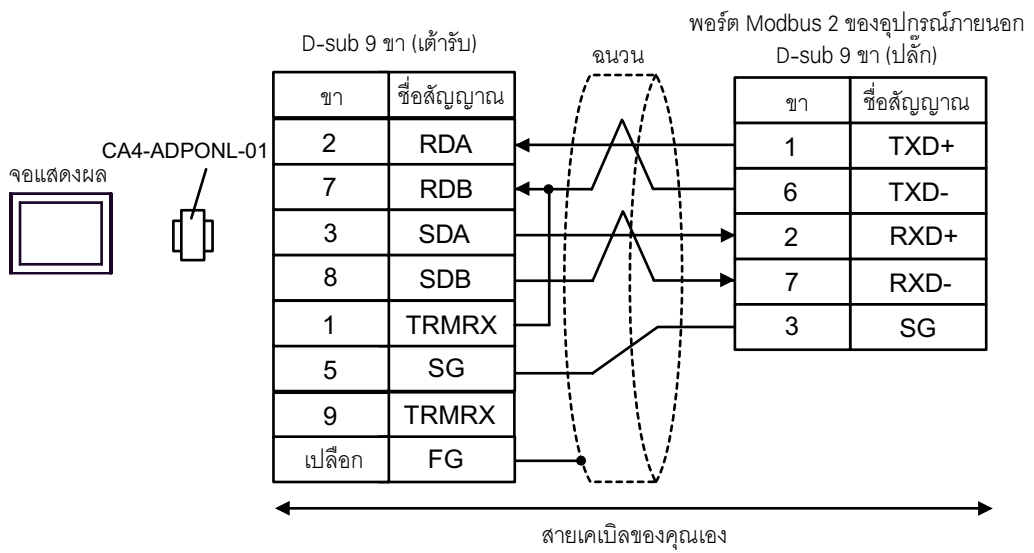 พอร์ต Modbus 2 ของอุปกรณ์ภายนอก
D-sub 9 ขา (เต้ารับ)
ฉนวน
D-sub 9 ขา (ปลั๊ก)
ขา ชื่อสัญญาณ
2 RDA
7 RDB
3 SDA
8 SDB
1 TRMRX
5 SG
9 TRMRX
เปลือก FG
ขา ชื่อสัญญาณ
1 TXD+
6 TXD-
2 RXD+
7 RXD-
3 SG
CA4-ADPONL-01
จอแสดงผล
สายเคเบิลของคุณเอง